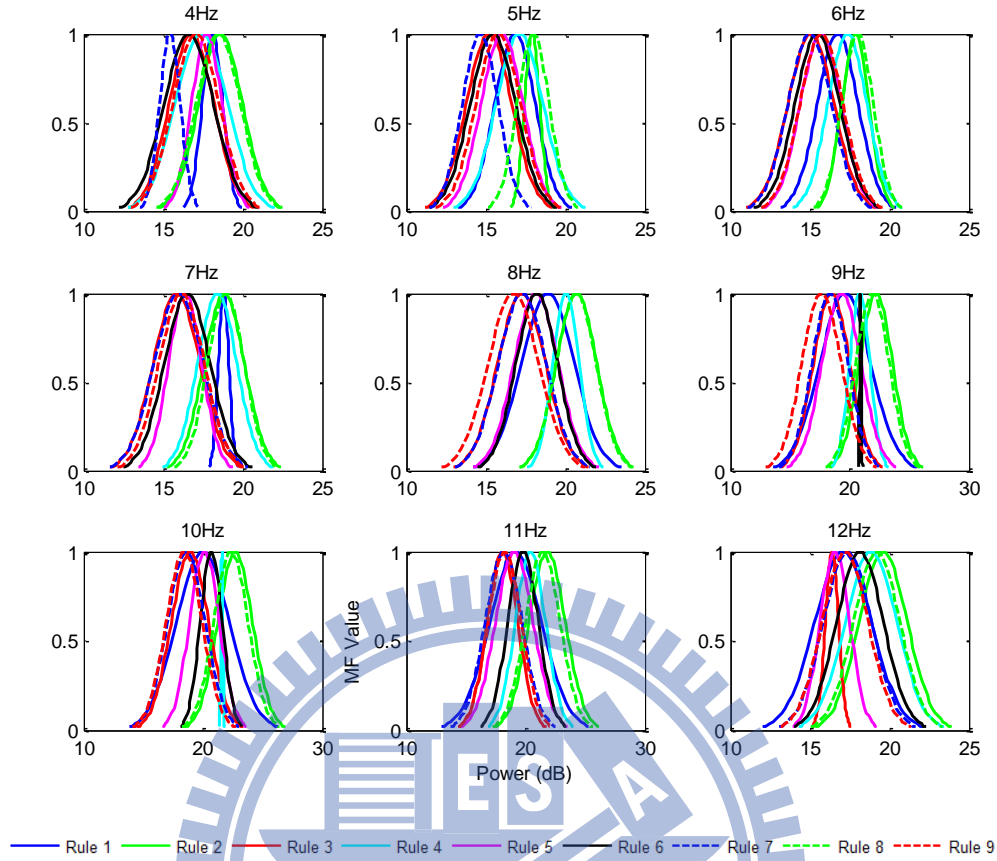 4Hz 5Hz 6Hz
1 1 1
0.5 0.5 0.5
0 0 0
10 15 20 25 10 15 20 25 10 15 20 25 30
7Hz 8Hz 9Hz
1 1 1
0.5 0.5 0.5
0 0 0
10 15 20 25 10 15 20 25 10 20 30
10Hz 11Hz 12Hz
1 1 1
0.5 0.5 0.5
0 0 0
10 20 30 10 20 30 10 15 20 25
MF Value
Power (dB)
E S A
Rule 1 Rule 2 Rule 3 Rule 4 Rule 5 Rule 6 Rule 7 Rule 8 Rule 9